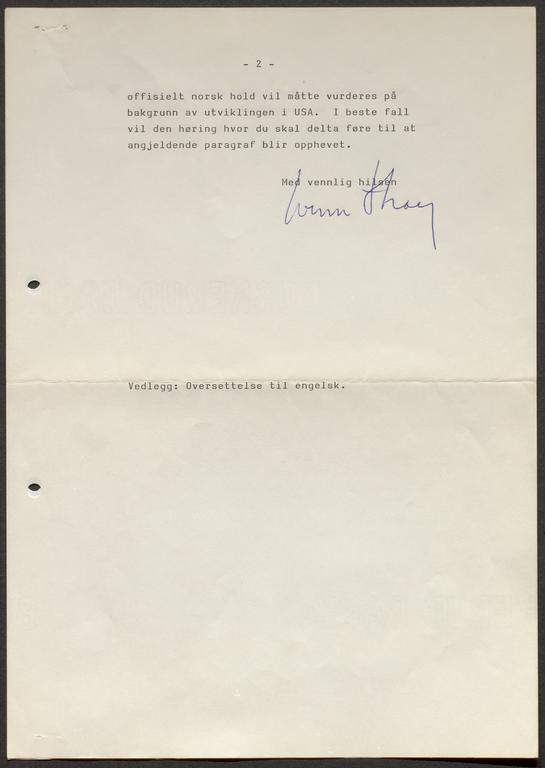 - 2 -
offisielt norsk hold vil måtte vurderes på
bakgrunn av utviklingen i USA. I beste fall
vil den høring hvor du skal delta føre til at
angjeldende paragraf blir opphevet.
Med vennlig hilsen
Vedlegg: Oversettelse til engelsk.